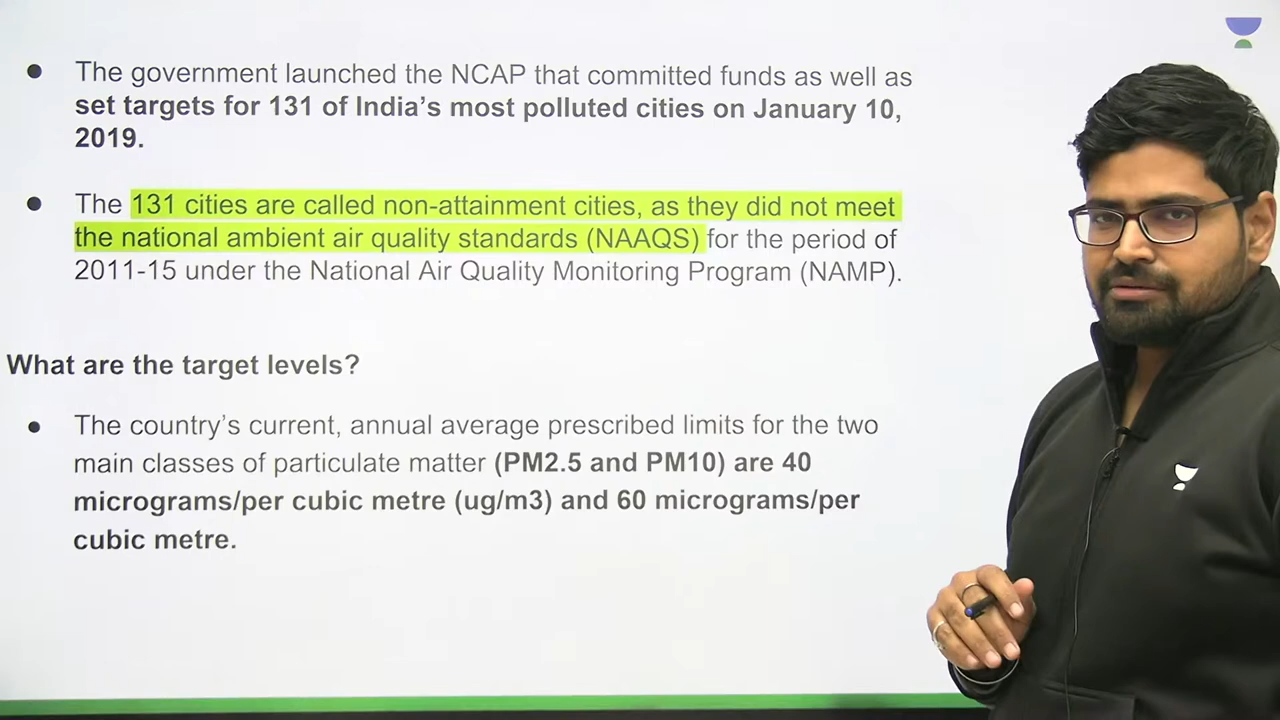 The government launched the NCAP that committed funds as well as
set targets for 131 of India's most polluted cities on January 10,
2019.
The 131 cities are called non-attainment cities, as they did not meet
the national ambient air quality standards (NAAQS) for the period of
2011-15 under the National Air Quality Monitoring Program (NAMP).
What are the target levels?
The country's current, annual average prescribed limits for the two
main classes of particulate matter (PM2.5 and PM10) are 40
micrograms/per cubic metre (ug/m3) and 60 micrograms/per
cubic metre.